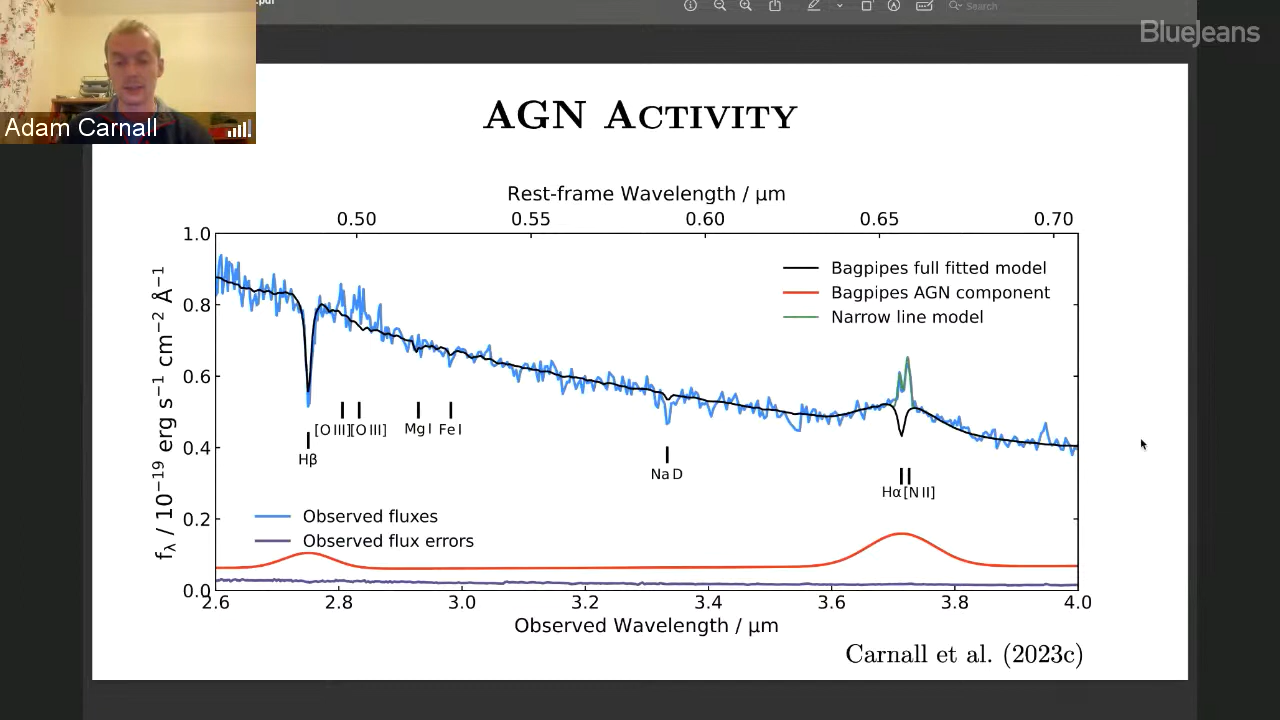 .pdf
Search
BlueJeans
Adam Carnall
AGN ACTIVITY
Rest-frame Wavelength / μm
0.50 0.55 0.60 0.65 0.70
1.0
0.8
0.6
0.4
0.2
0.0
fλ / 10⁻¹⁹ erg s⁻¹ cm⁻² Å⁻¹
Bagpipes full fitted model
Bagpipes AGN component
Narrow line model
[O III] [O III] Mg I Fe I
Hβ
Na D
Hα [N II]
Observed fluxes
Observed flux errors
2.6 2.8 3.0 3.2 3.4 3.6 3.8 4.0
Observed Wavelength / μm
Carnall et al. (2023c)